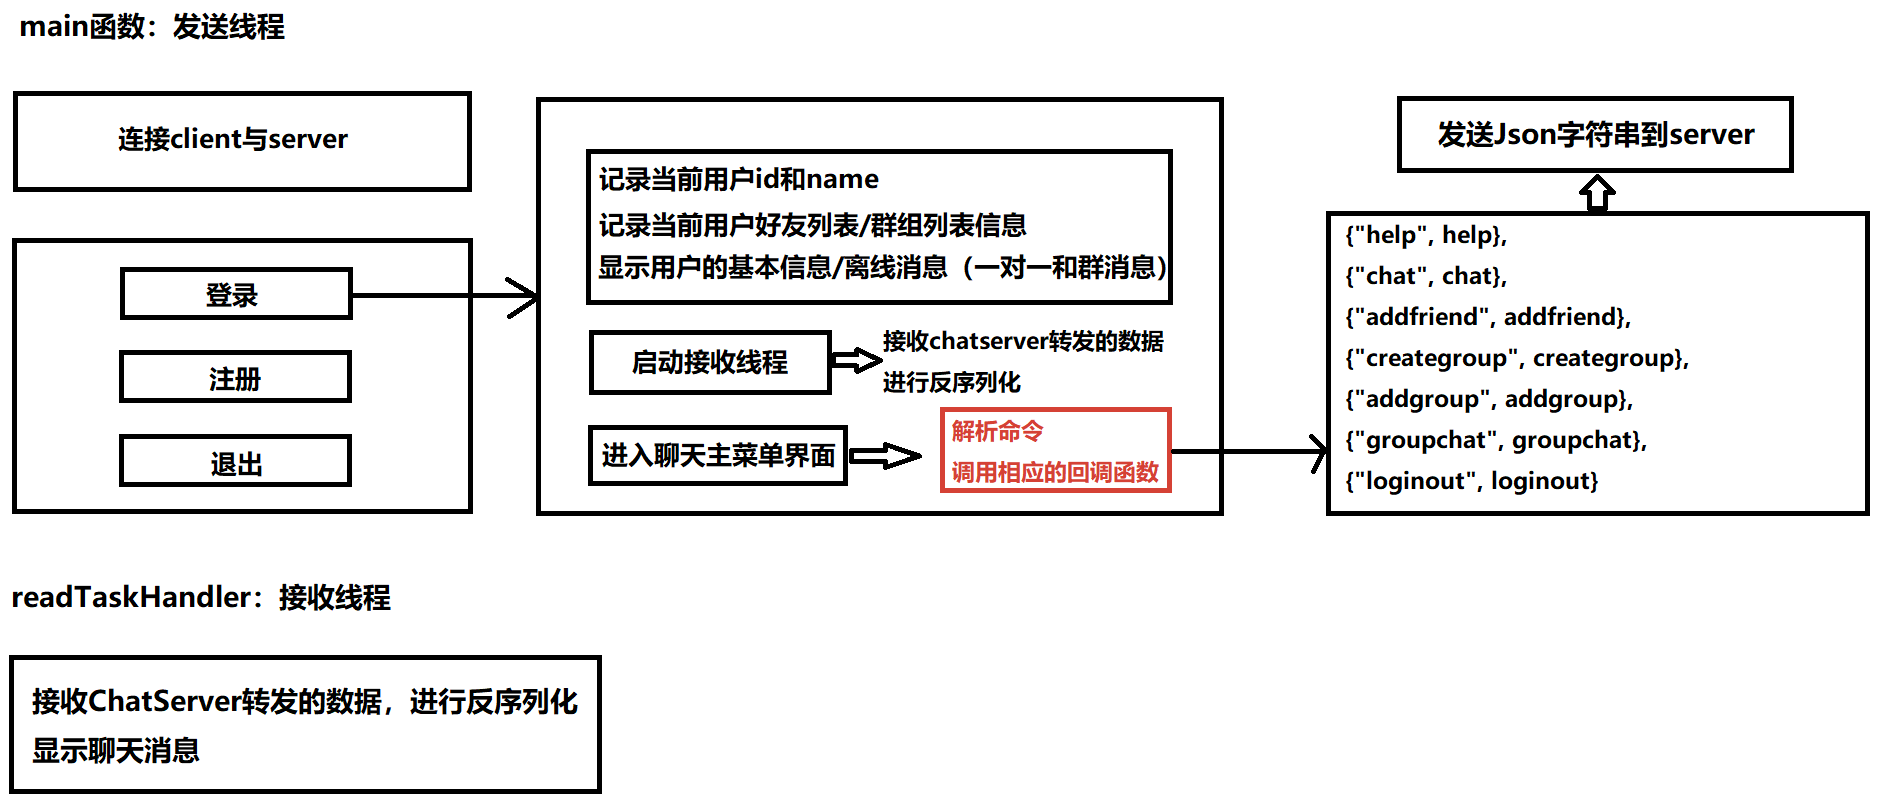 main函数：发送线程
连接client与server
登录
注册
退出
记录当前用户id和name
记录当前用户好友列表/群组列表信息
显示用户的基本信息/离线消息（一对一和群消息）
启动接收线程
接收chatserver转发的数据
进行反序列化
进入聊天主菜单界面
解析命令
调用相应的回调函数
发送Json字符串到server
{"help", help},
{"chat", chat},
{"addfriend", addfriend},
{"creategroup", creategroup},
{"addgroup", addgroup},
{"groupchat", groupchat},
{"loginout", loginout}
readTaskHandler：接收线程
接收ChatServer转发的数据，进行反序列化
显示聊天消息